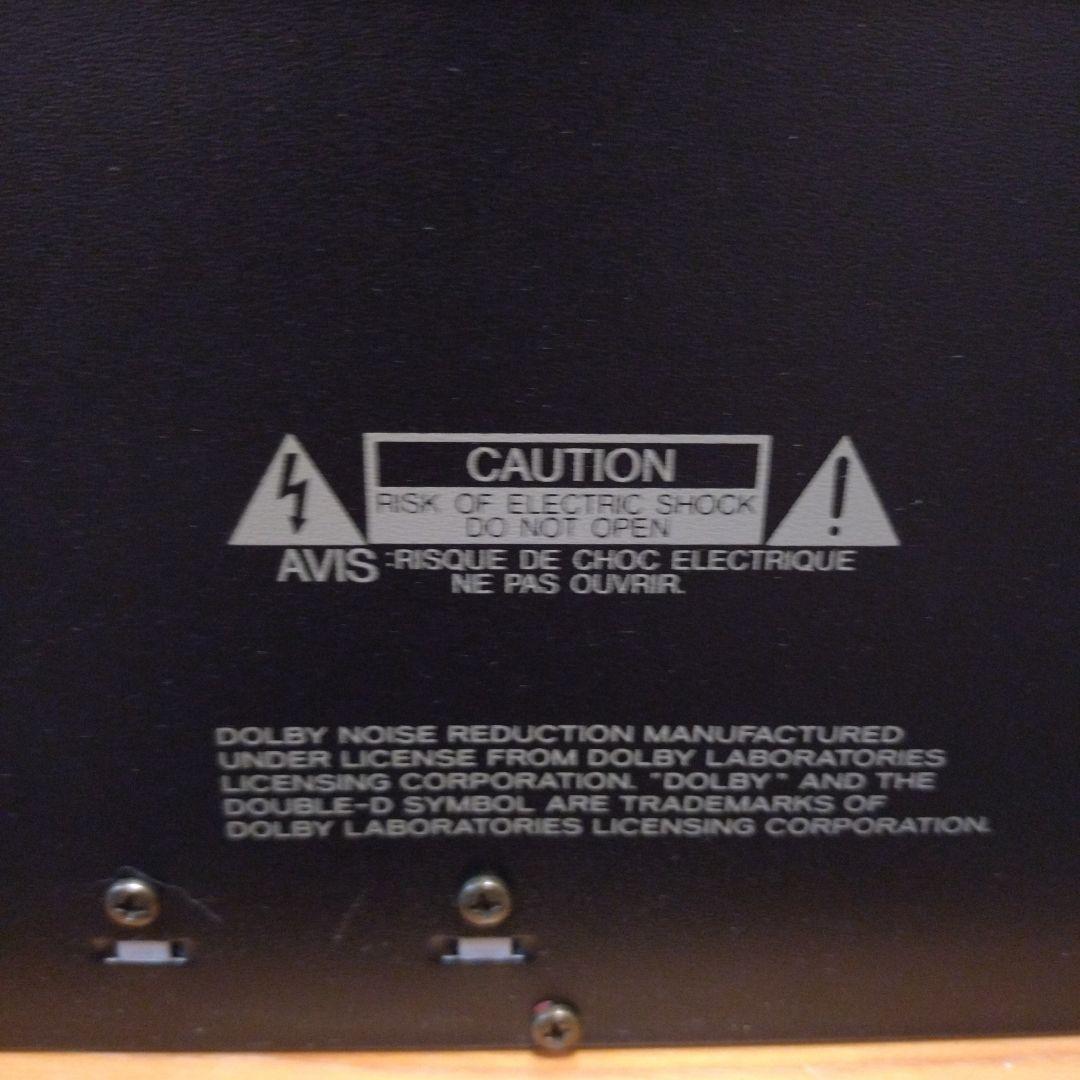 CAUTION
RISK OF ELECTRIC SHOCK
DO NOT OPEN
AVIS :RISQUE DE CHOC ELECTRIQUE
NE PAS OUVRIR.
DOLBY NOISE REDUCTION MANUFACTURED
UNDER LICENSE FROM DOLBY LABORATORIES
LICENSING CORPORATION. "DOLBY" AND THE
DOUBLE-D SYMBOL ARE TRADEMARKS OF
DOLBY LABORATORIES LICENSING CORPORATION.